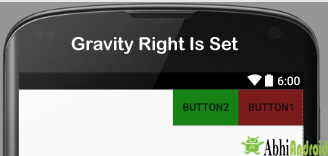 Gravity Right Is Set
6:00
BUTTON2 BUTTON1
AbhiAndroid